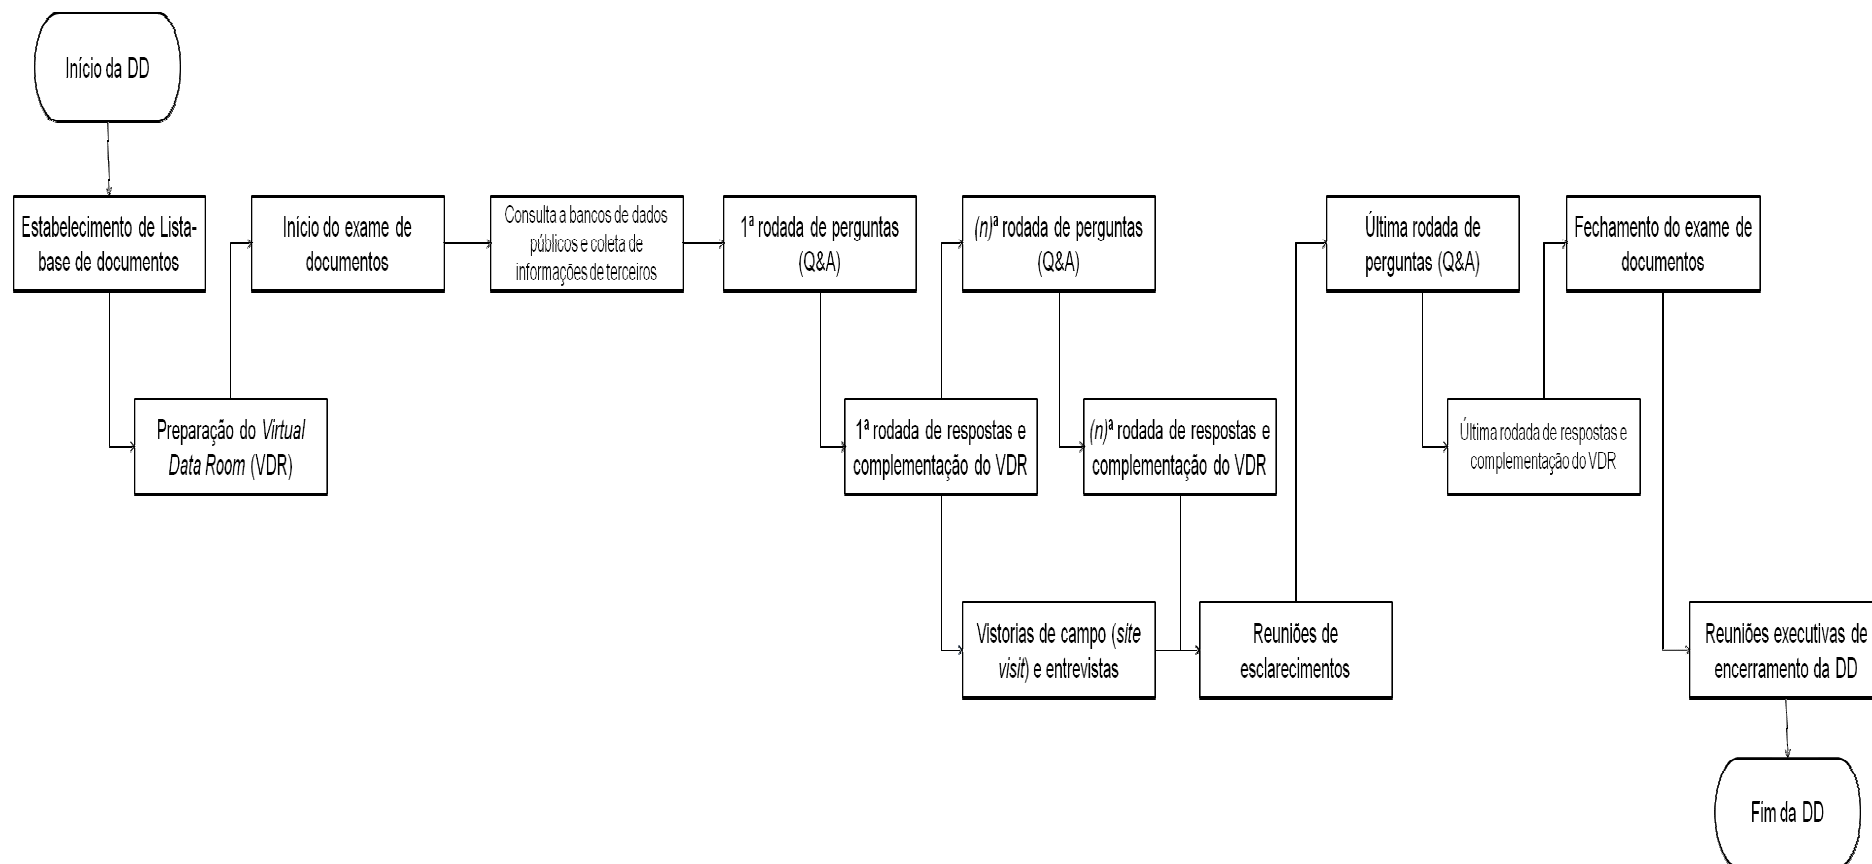 Início da DD
Estabelecimento de Lista-
base de documentos
Início do exame de
documentos
Consulta a bancos de dados
públicos e coleta de
informações de terceiros
1ª rodada de perguntas
(Q&A)
(n)ª rodada de perguntas
(Q&A)
Última rodada de
perguntas (Q&A)
Fechamento do exame de
documentos
Preparação do Virtual
Data Room (VDR)
1ª rodada de respostas e
complementação do VDR
(n)ª rodada de respostas e
complementação do VDR
Última rodada de respostas e
complementação do VDR
Vistorias de campo (site
visit) e entrevistas
Reuniões de
esclarecimentos
Reuniões executivas de
encerramento da DD
Fim da DD